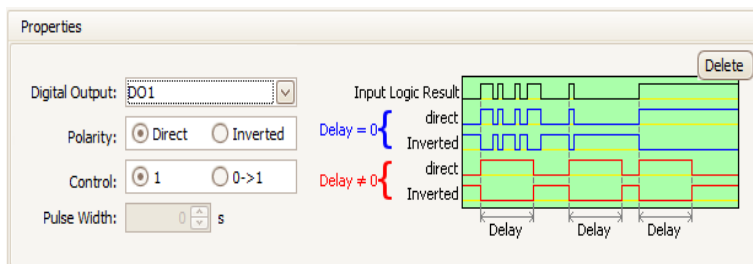 Properties
Delete
Digital Output: DO1
Polarity: Direct Inverted
Control: 1 0->1
Pulse Width: 0 s
Input Logic Result
Delay = 0 { direct
Inverted
Delay ≠ 0 { direct
Inverted
Delay Delay Delay